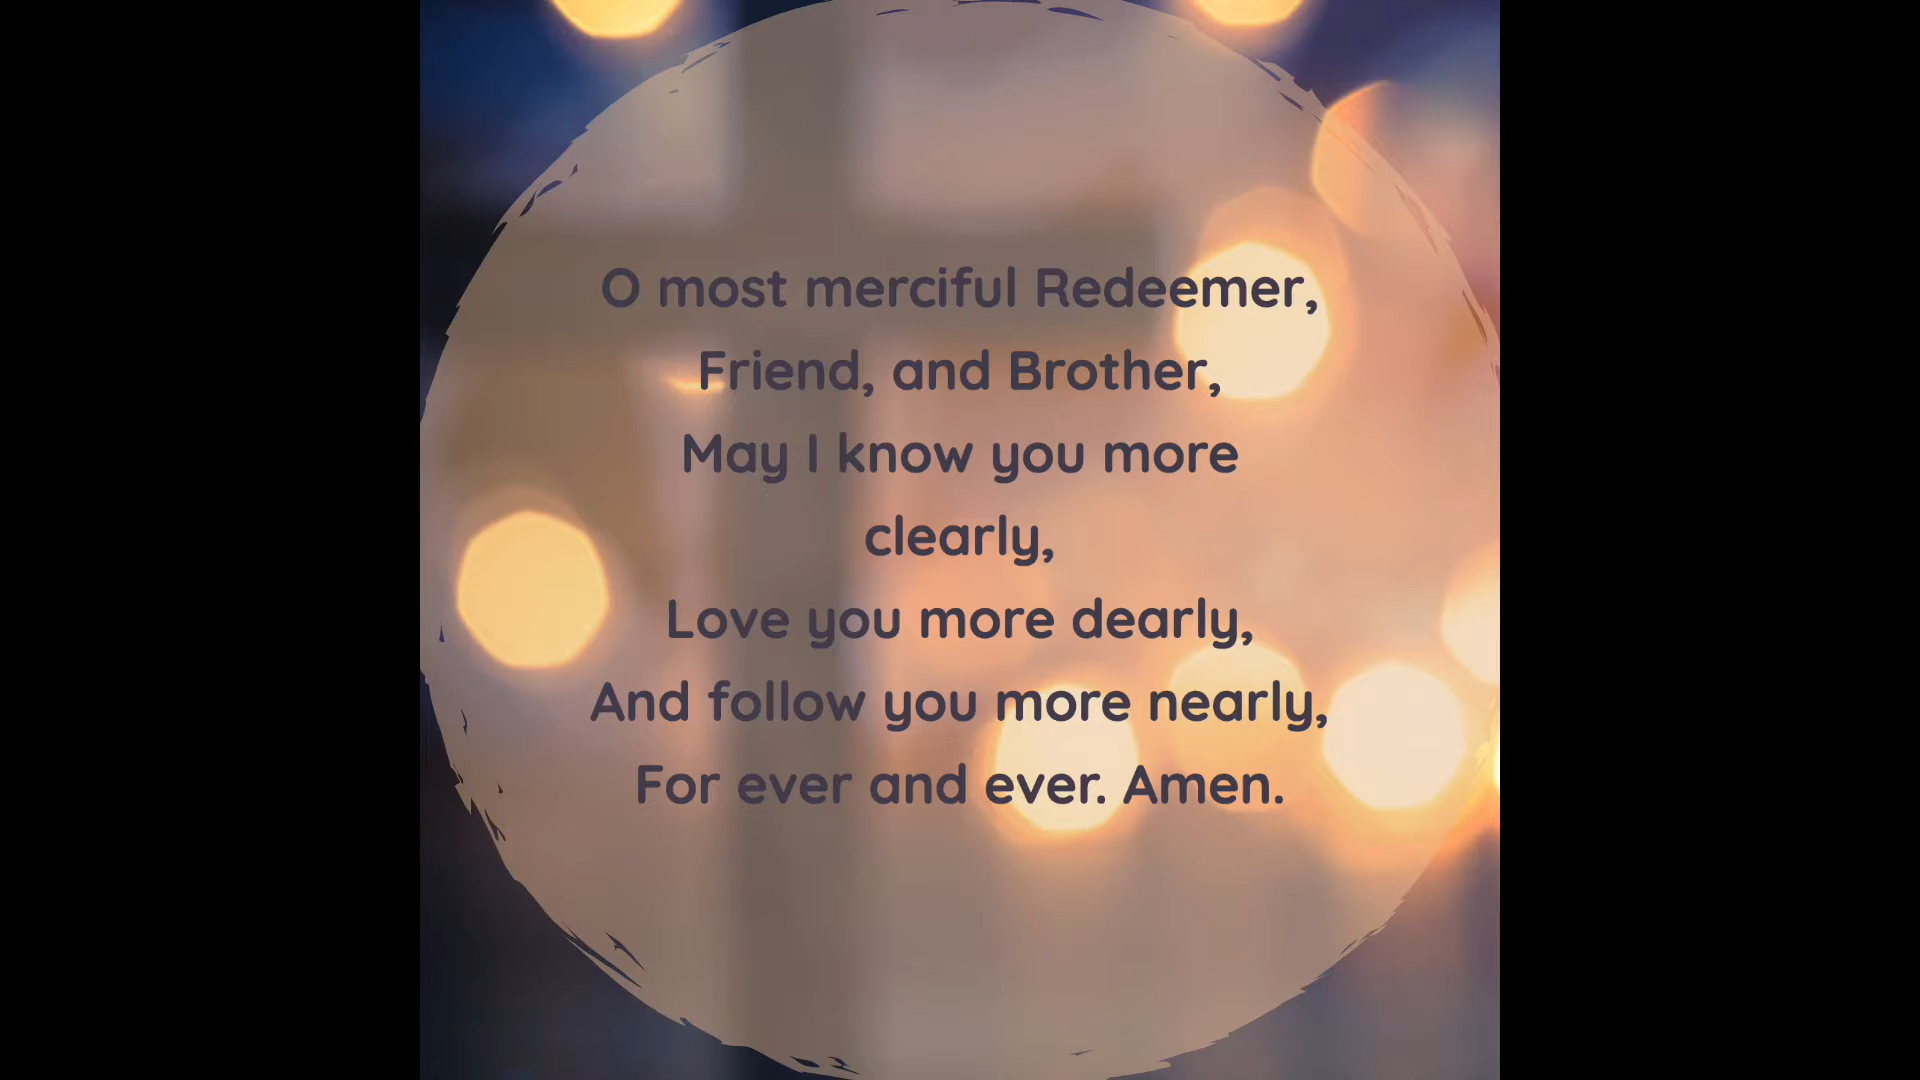 O most merciful Redeemer,
Friend, and Brother,
May I know you more
clearly,
Love you more dearly,
And follow you more nearly,
For ever and ever. Amen.